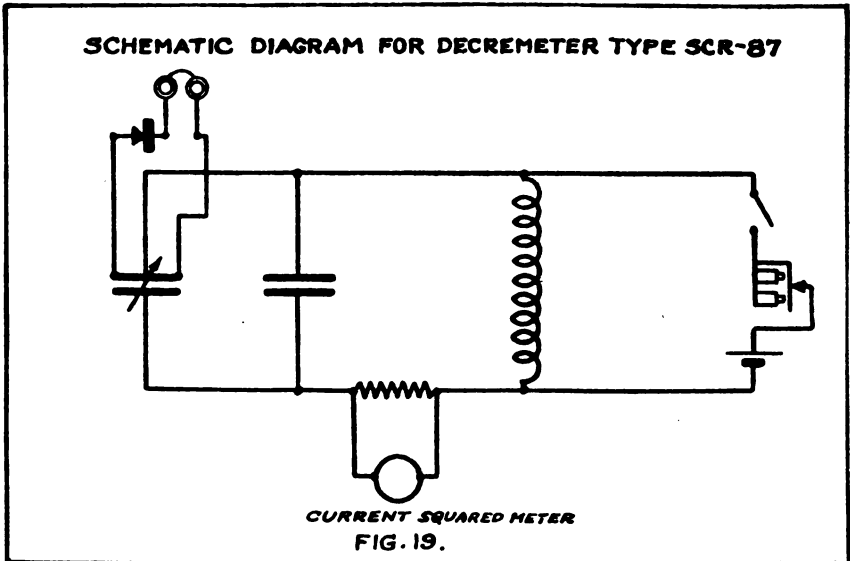 SCHEMATIC DIAGRAM FOR DECREMETER TYPE SCR-87
CURRENT SQUARED METER
FIG. 19.